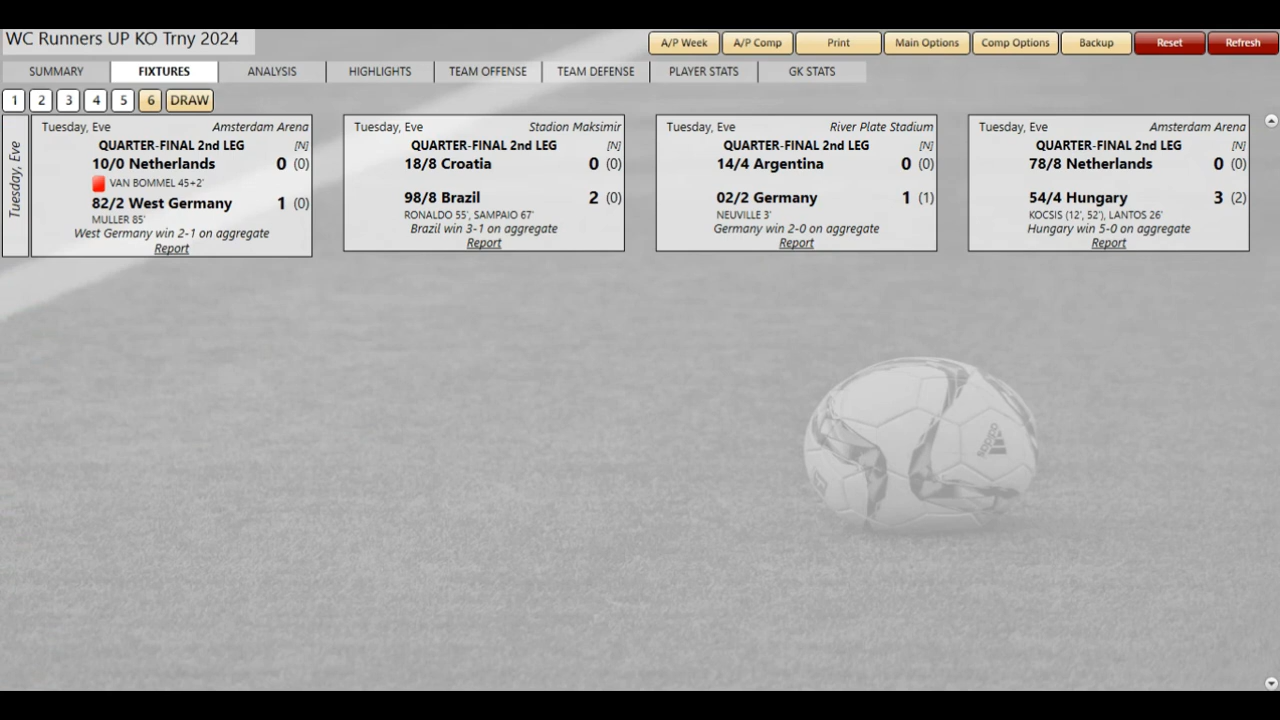 WC Runners UP KO Trny 2024
A/P Week A/P Comp Print Main Options Comp Options Backup Reset Refresh
SUMMARY FIXTURES ANALYSIS HIGHLIGHTS TEAM OFFENSE TEAM DEFENSE PLAYER STATS GK STATS
1 2 3 4 5 6 DRAW
Tuesday, Eve
Tuesday, Eve Amsterdam Arena
QUARTER-FINAL 2nd LEG [N]
10/0 Netherlands 0 (0)
VAN BOMMEL 45+2'
82/2 West Germany 1 (0)
MULLER 85'
West Germany win 2-1 on aggregate
Report
Tuesday, Eve Stadion Maksimir
QUARTER-FINAL 2nd LEG [N]
18/8 Croatia 0 (0)
98/8 Brazil 2 (0)
RONALDO 55', SAMPAIO 67'
Brazil win 3-1 on aggregate
Report
Tuesday, Eve River Plate Stadium
QUARTER-FINAL 2nd LEG [N]
14/4 Argentina 0 (0)
02/2 Germany 1 (1)
NEUVILLE 3'
Germany win 2-0 on aggregate
Report
Tuesday, Eve Amsterdam Arena
QUARTER-FINAL 2nd LEG [N]
78/8 Netherlands 0 (0)
54/4 Hungary 3 (2)
KOCSIS (12', 52'), LANTOS 26'
Hungary win 5-0 on aggregate
Report
adidas